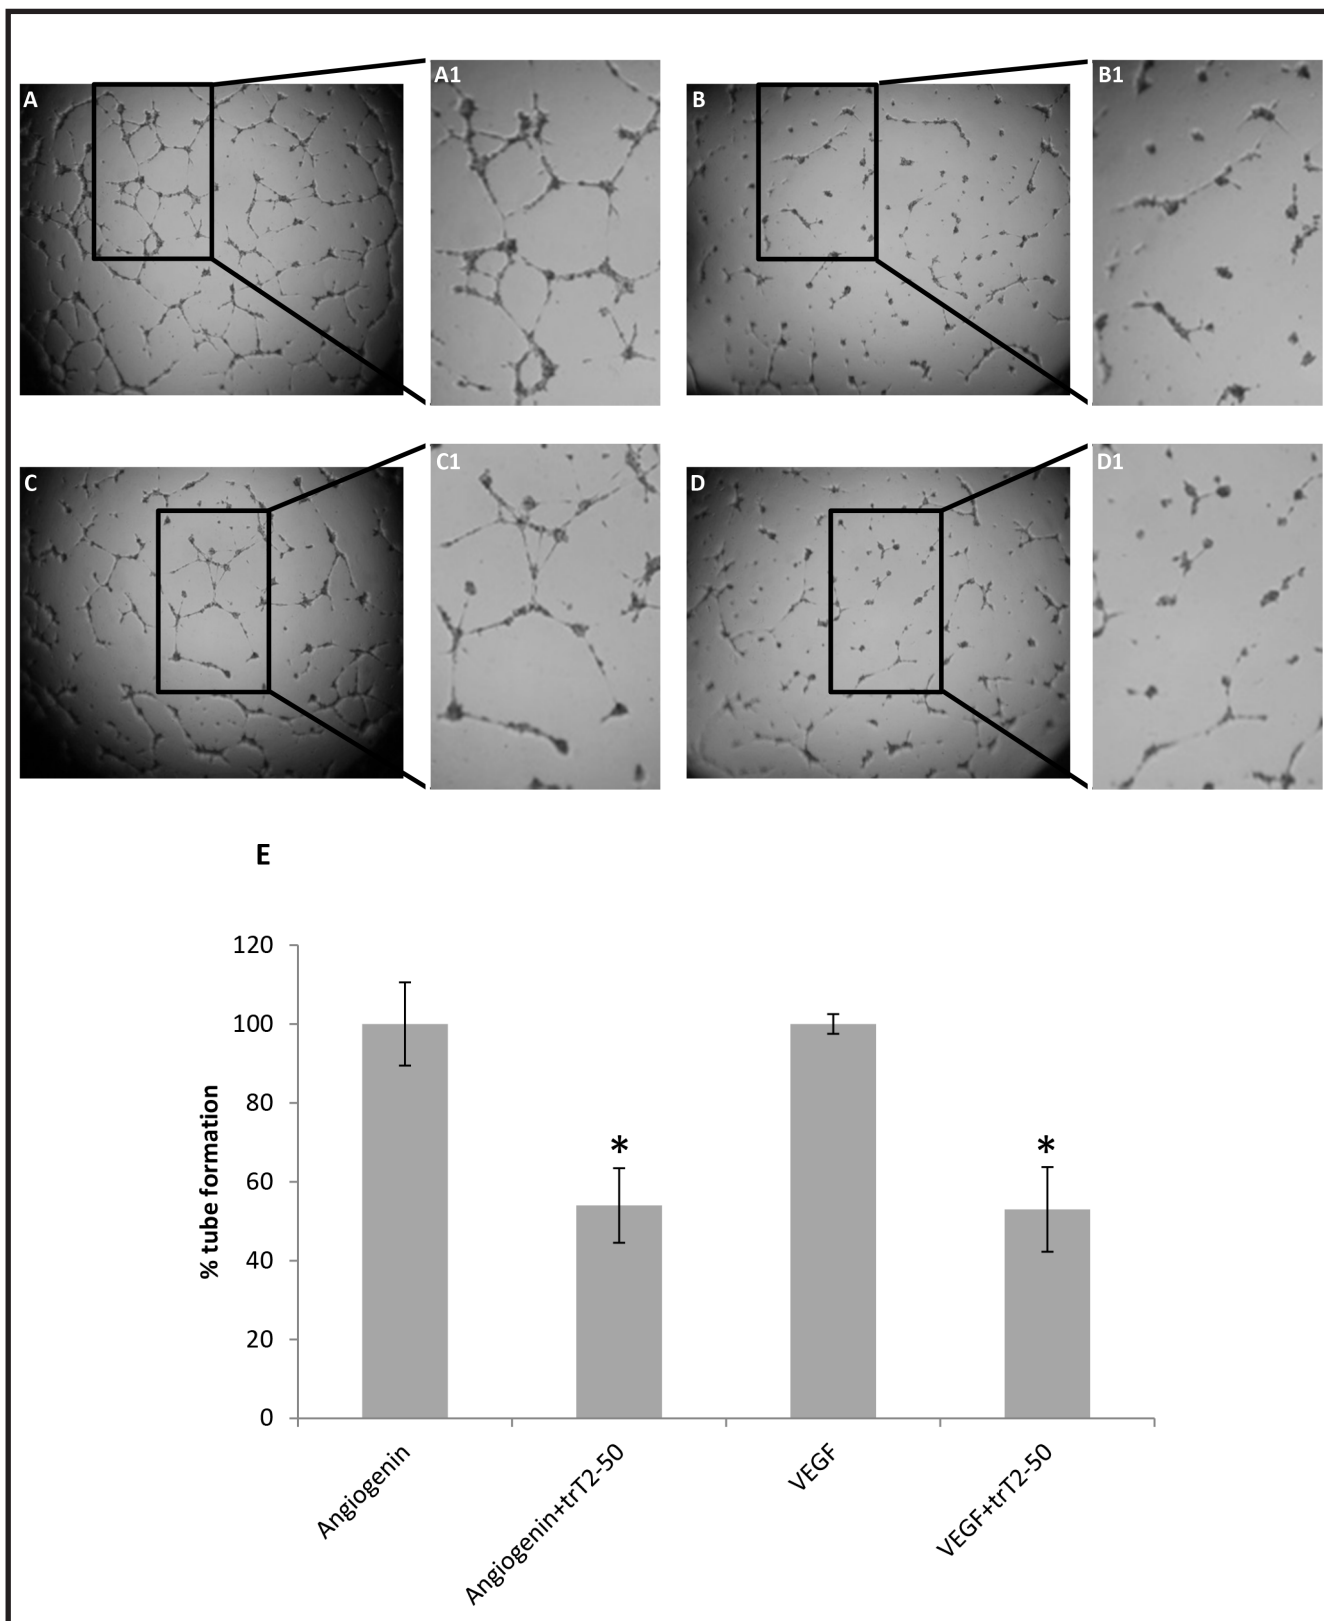 A
A1
B
B1
C
C1
D
D1
E
120
100
80
60
40
20
0
% tube formation
*
*
Angiogenin
Angiogenin+trT2-50
VEGF
VEGF+trT2-50